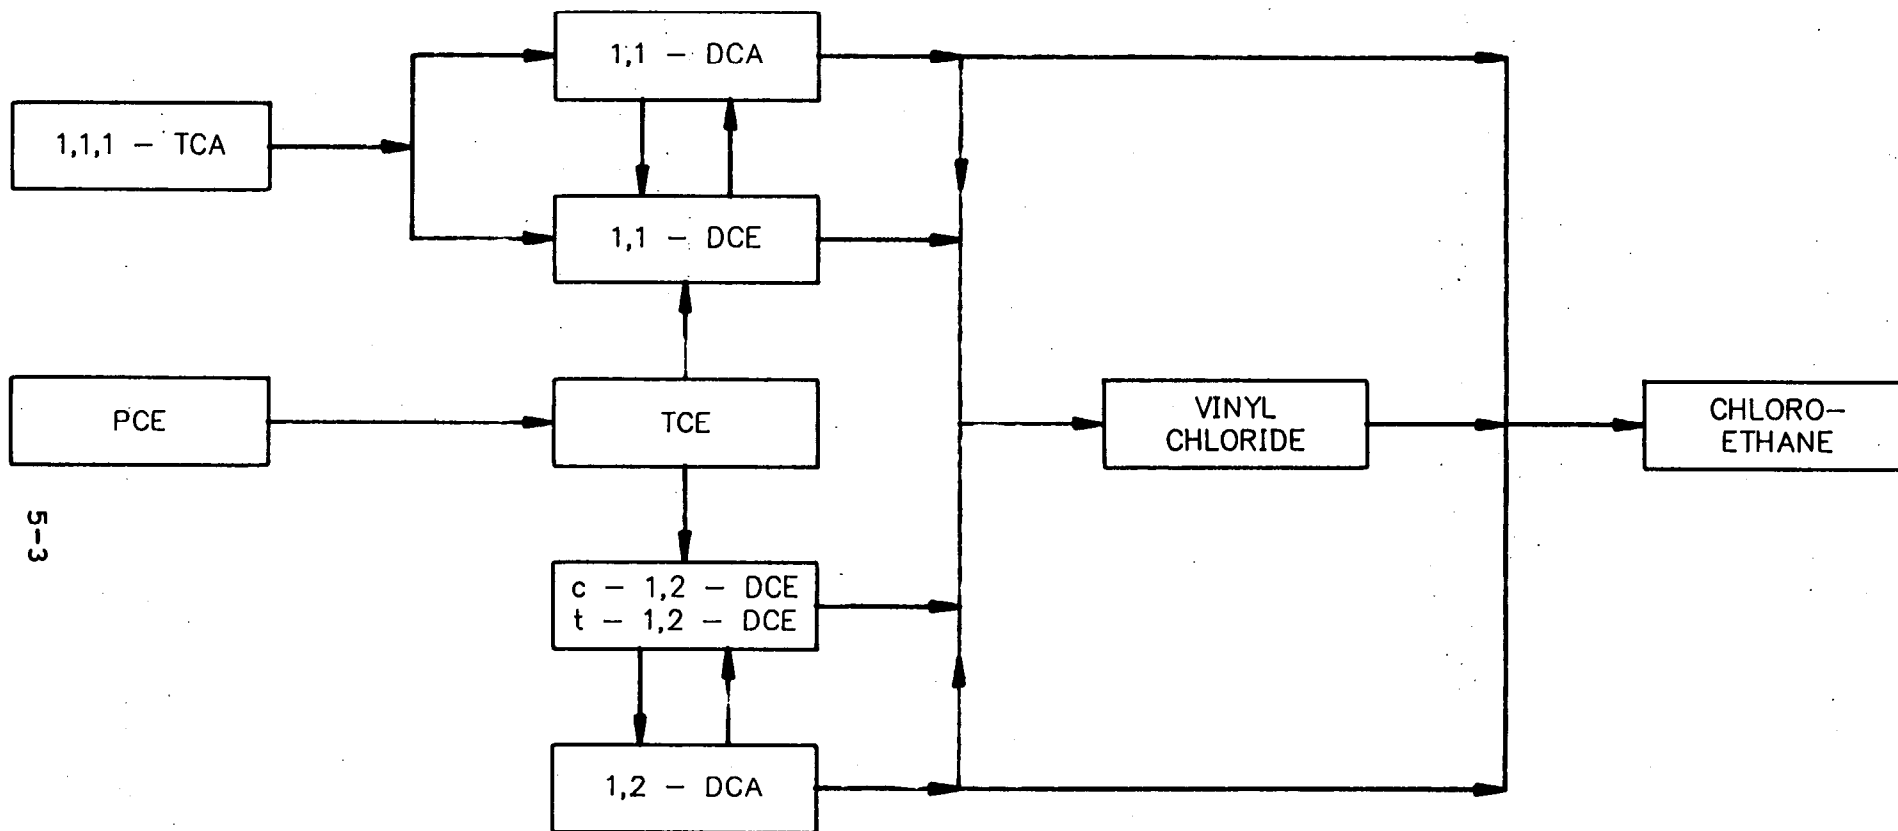 1,1 - DCA
1,1,1 - TCA
1,1 - DCE
PCE
TCE
VINYL
CHLORIDE
CHLORO-
ETHANE
5-3
c - 1,2 - DCE
t - 1,2 - DCE
1,2 - DCA